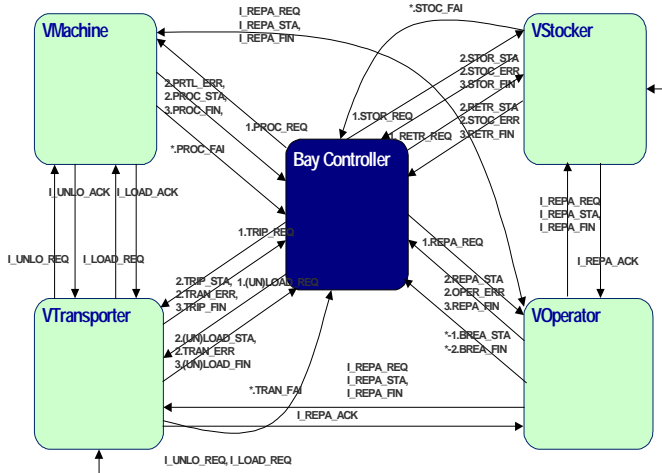 VMachine
I_REPA_REQ
I_REPA_STA,
I_REPA_FIN
*.STOC_FAI
VStocker
2.STOR_STA
2.STOC_ERR
3.STOR_FIN
2.PRTL_ERR,
2.PROC_STA,
3.PROC_FIN,
1.PROC_REQ
1.STOR_REQ
2.RETR_STA
2.STOC_ERR
3.RETR_FIN
1.RETR_REQ
*.PROC_FAI
Bay Controller
I_UNLO_ACK
I_LOAD_ACK
I_REPA_REQ
I_REPA_STA,
I_REPA_FIN
1.TRIP_REQ
1.REPA_REQ
I_UNLO_REQ
I_LOAD_REQ
I_REPA_ACK
2.TRIP_STA,
2.TRAN_ERR,
3.TRIP_FIN
1.(UN)LOAD_REQ
2.REPA_STA
2.OPER_ERR
3.REPA_FIN
VTransporter
VOperator
2.(UN)LOAD_STA,
2.TRAN_ERR
3.(UN)LOAD_FIN
*-1.BREA_STA
*-2.BREA_FIN
*.TRAN_FAI
I_REPA_REQ
I_REPA_STA,
I_REPA_FIN
I_REPA_ACK
I_UNLO_REQ, I_LOAD_REQ